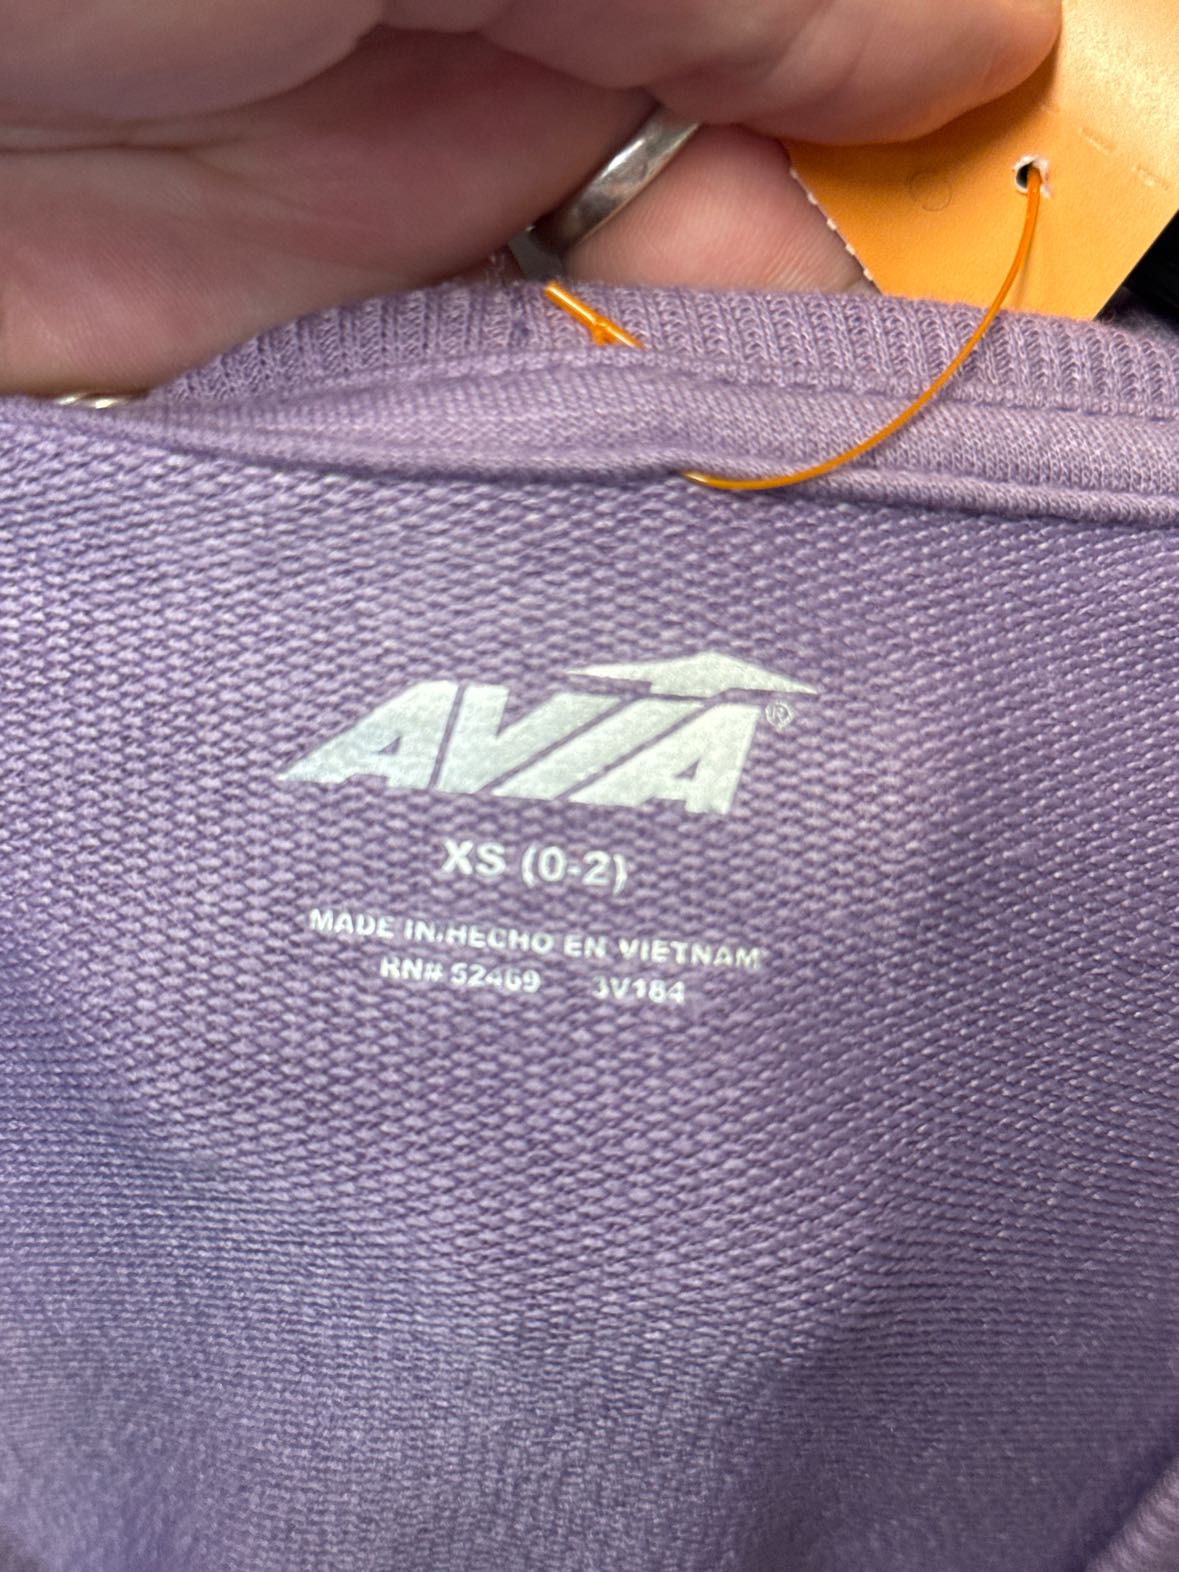 AVIA®
XS (0-2)
MADE IN/HECHO EN VIETNAM
RN# 52469 3V184